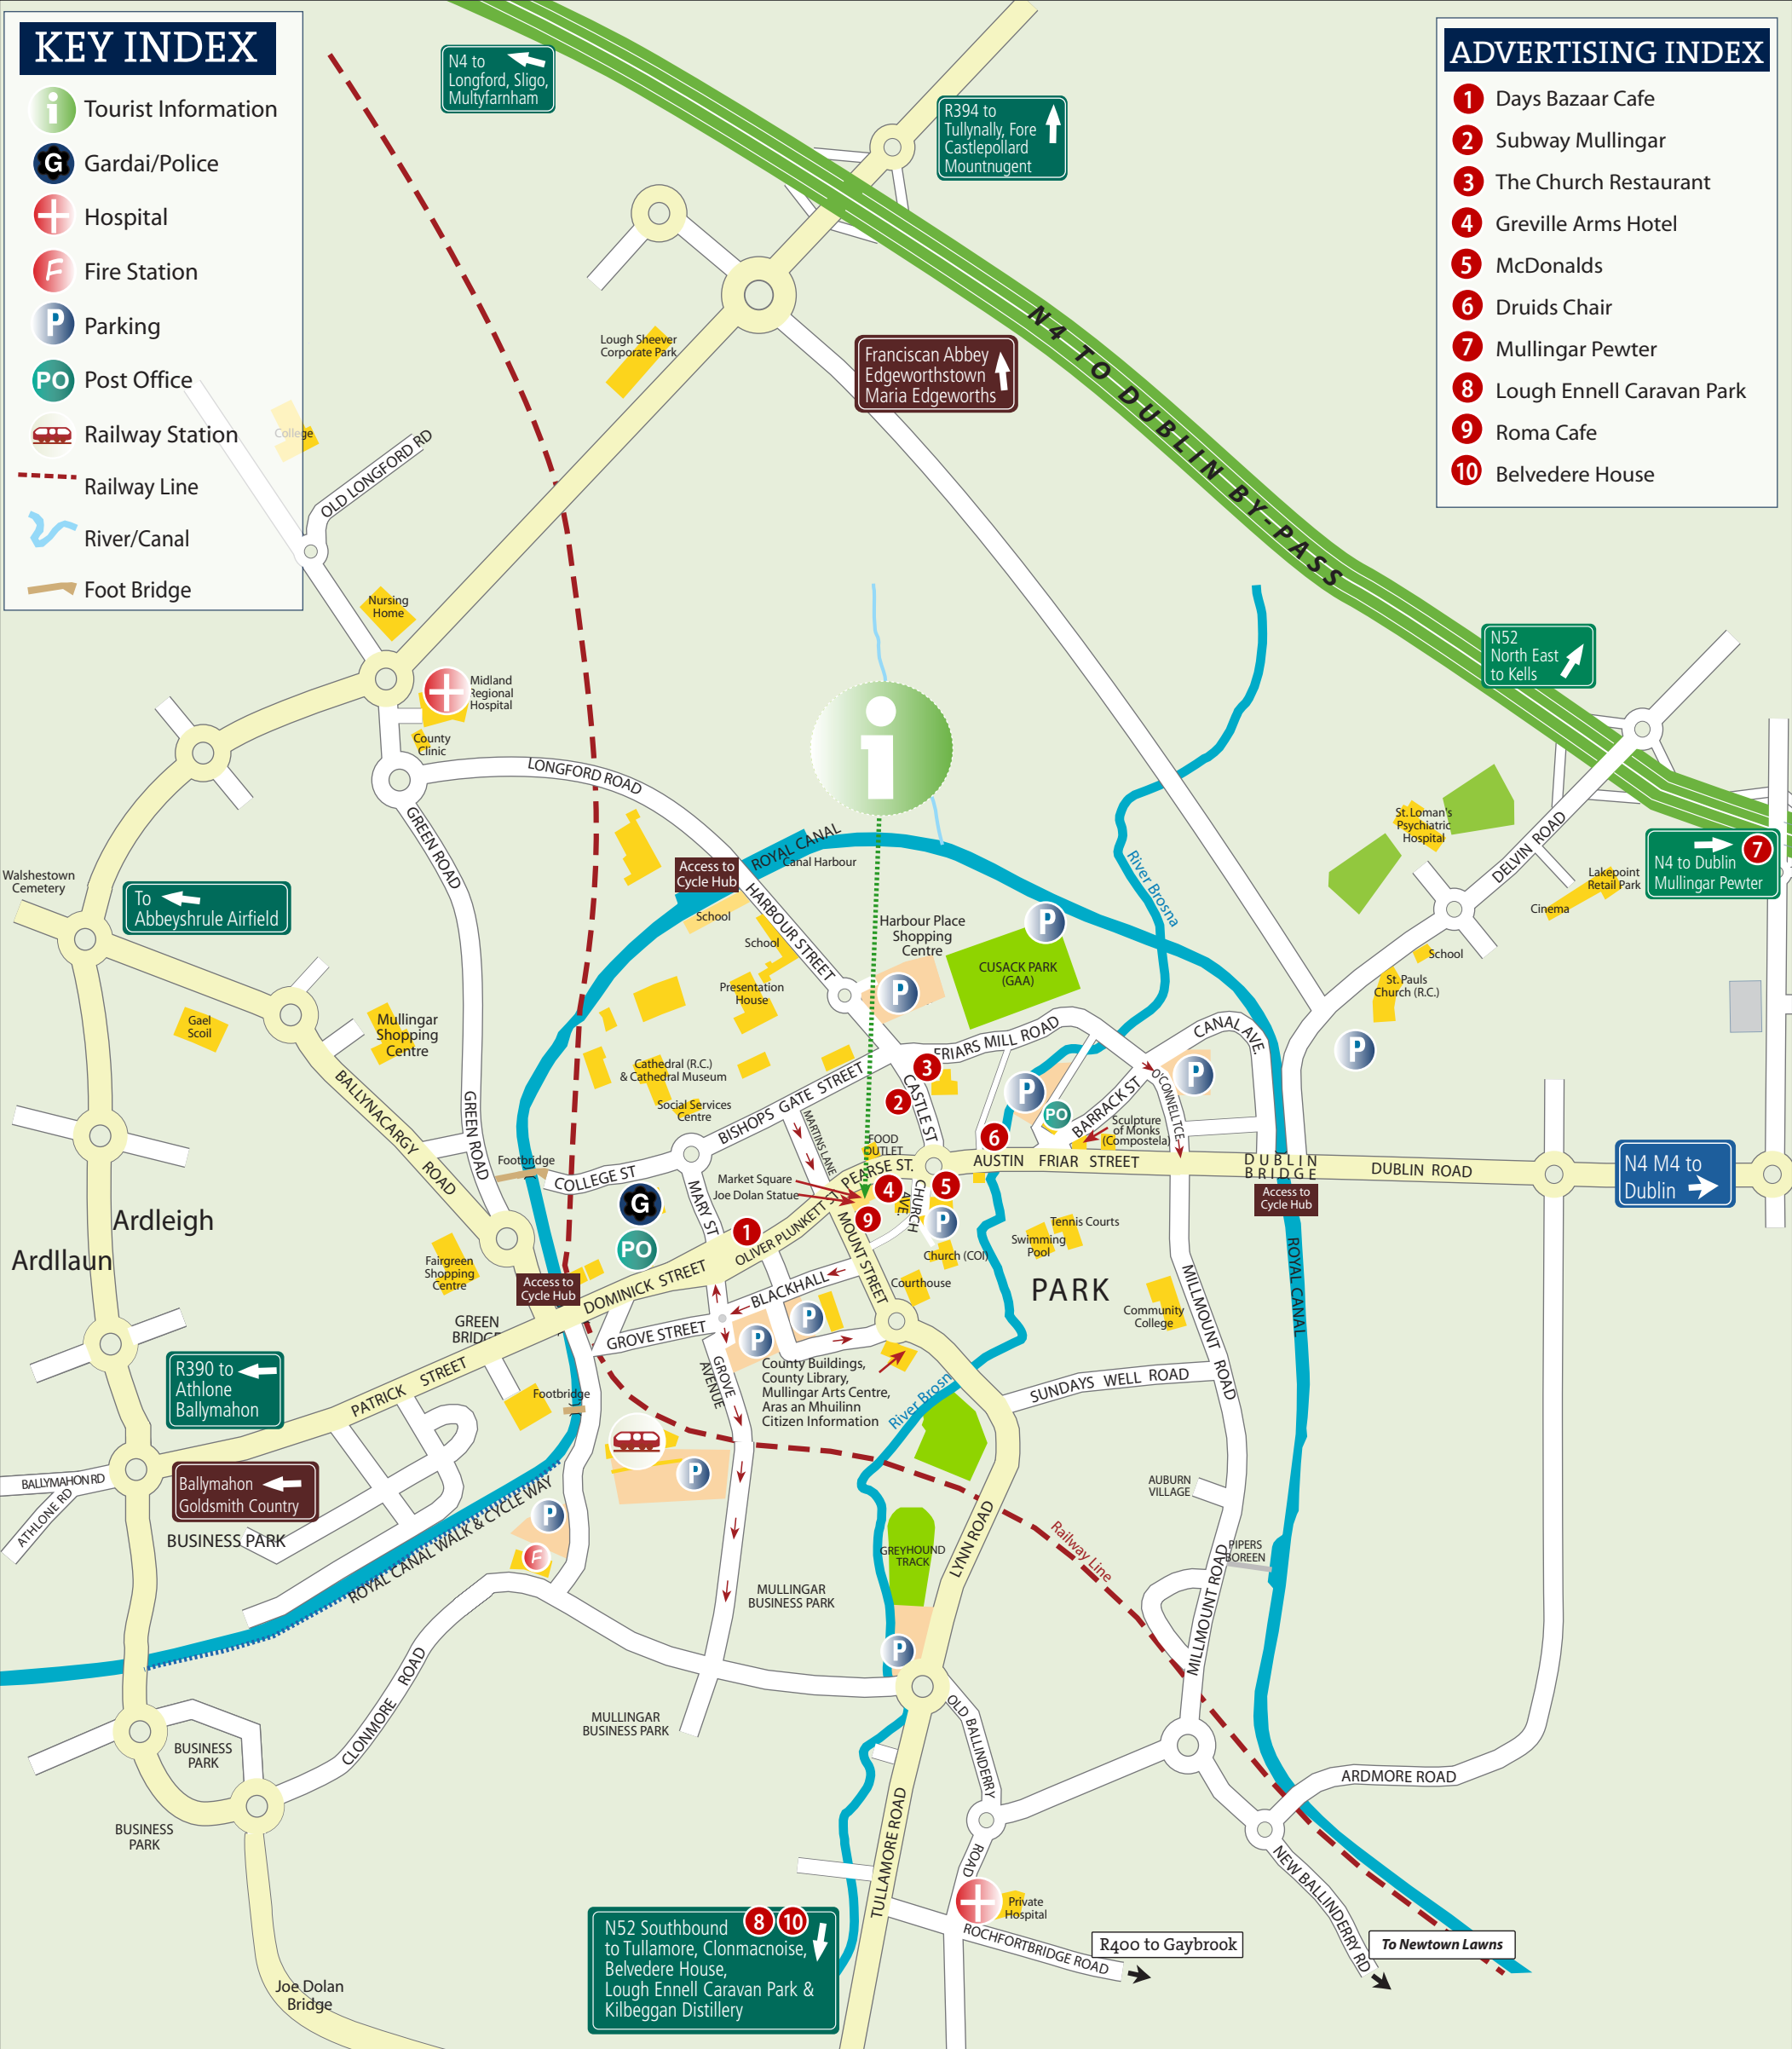 KEY INDEX
Tourist Information
G Gardai/Police
Hospital
F Fire Station
P Parking
PO Post Office
Railway Station
Railway Line
River/Canal
Foot Bridge
ADVERTISING INDEX
1 Days Bazaar Cafe
2 Subway Mullingar
3 The Church Restaurant
4 Greville Arms Hotel
5 McDonalds
6 Druids Chair
7 Mullingar Pewter
8 Lough Ennell Caravan Park
9 Roma Cafe
10 Belvedere House
N4 to
Longford, Sligo,
Multyfarnham
R394 to
Tullynally, Fore
Castlepollard
Mountnugent
Lough Sheever
Corporate Park
Franciscan Abbey
Edgeworthstown
Maria Edgeworths
N4 TO DUBLIN BY-PASS
College
OLD LONGFORD RD
Nursing
Home
Midland
Regional
Hospital
County
Clinic
LONGFORD ROAD
GREEN ROAD
i
N52
North East
to Kells
St. Loman's
Psychiatric
Hospital
DELVIN ROAD
Lakepoint
Retail Park
Cinema
N4 to Dublin 7
Mullingar Pewter
Walshestown
Cemetery
To
Abbeyshrule Airfield
Access to
Cycle Hub
ROYAL CANAL
Canal Harbour
School
School
HARBOUR STREET
Harbour Place
Shopping
Centre
P
P
CUSACK PARK
(GAA)
River Brosna
School
St. Pauls
Church (R.C.)
P
Gael
Scoil
Mullingar
Shopping
Centre
Presentation
House
Cathedral (R.C.)
& Cathedral Museum
Social Services
Centre
BISHOPS GATE STREET
FRIARS MILL ROAD
CANAL AVE.
3
2
CASTLE ST
P
PO
P
BARRACK ST
O'CONNELL TCE
Sculpture
of Monks
(Compostela)
6
BALLYNACARGY ROAD
GREEN ROAD
MARTINS LANE
FOOD
OUTLET
Footbridge
COLLEGE ST
Market Square
Joe Dolan Statue
PEARSE ST.
AUSTIN FRIAR STREET
DUBLIN
BRIDGE
DUBLIN ROAD
N4 M4 to
Dublin
Access to
Cycle Hub
4
5
CHURCH
AVE.
9
P
G
PO
MARY ST
1
OLIVER PLUNKETT
MOUNT STREET
Church (COI)
Swimming
Pool
Tennis Courts
Ardleigh
Ardllaun
Fairgreen
Shopping
Centre
Access to
Cycle Hub
DOMINICK STREET
BLACKHALL
Courthouse
PARK
Community
College
MILLMOUNT ROAD
ROYAL CANAL
GREEN
BRIDGE
GROVE STREET
P
P
GROVE
AVENUE
County Buildings,
County Library,
Mullingar Arts Centre,
Aras an Mhuilinn
Citizen Information
R390 to
Athlone
Ballymahon
PATRICK STREET
Footbridge
River Brosn
SUNDAYS WELL ROAD
BALLYMAHON RD
ATHLONE RD
Ballymahon
Goldsmith Country
BUSINESS PARK
P
P
F
ROYAL CANAL WALK & CYCLE WAY
AUBURN
VILLAGE
LYNN ROAD
Railway Line
GREYHOUND
TRACK
PIPERS
BOREEN
MILLMOUNT ROAD
MULLINGAR
BUSINESS PARK
P
CLONMORE ROAD
MULLINGAR
BUSINESS PARK
BUSINESS
PARK
BUSINESS
PARK
OLD BALLINDERRY
ROAD
TULLAMORE ROAD
ARDMORE ROAD
NEW BALLINDERRY RD
Private
Hospital
ROCHFORTBRIDGE ROAD
R400 to Gaybrook
To Newtown Lawns
N52 Southbound 8 10
to Tullamore, Clonmacnoise,
Belvedere House,
Lough Ennell Caravan Park &
Kilbeggan Distillery
Joe Dolan
Bridge